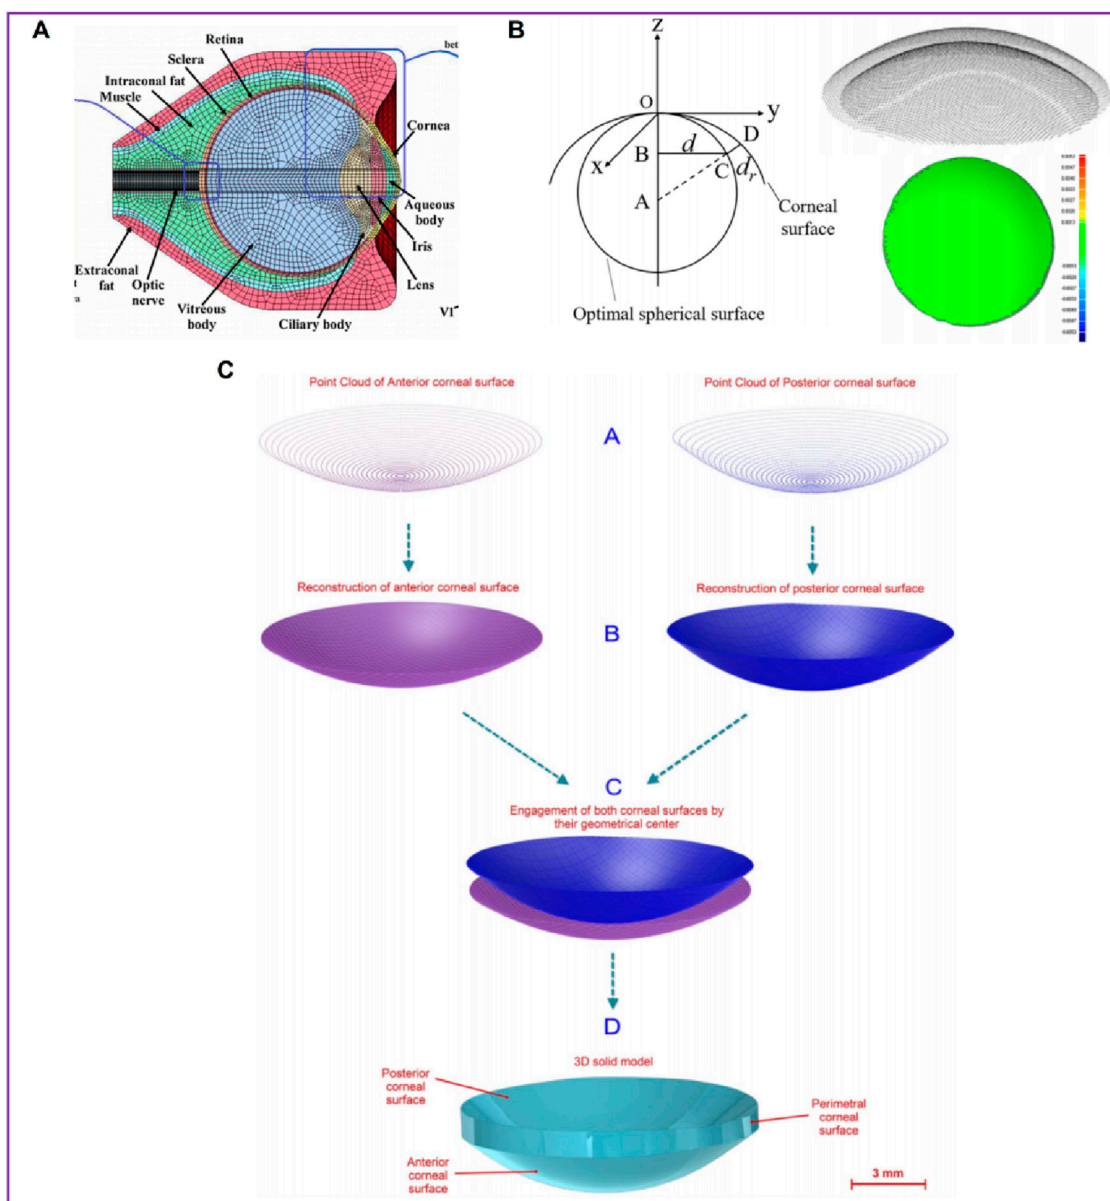 A
Retina
Sclera
Intraconal fat
Muscle
bet
Cornea
Aqueous body
Iris
Lens
VI
Extraconal fat
Optic nerve
Vitreous body
Ciliary body
B
z
O
y
x
B
d
D
C
d_r
A
Corneal
surface
Optimal spherical surface
C
Point Cloud of Anterior corneal surface
Point Cloud of Posterior corneal surface
A
Reconstruction of anterior corneal surface
Reconstruction of posterior corneal surface
B
C
Engagement of both corneal surfaces by
their geometrical center
D
3D solid model
Posterior
corneal
surface
Perimetral
corneal
surface
Anterior
corneal
surface
3 mm